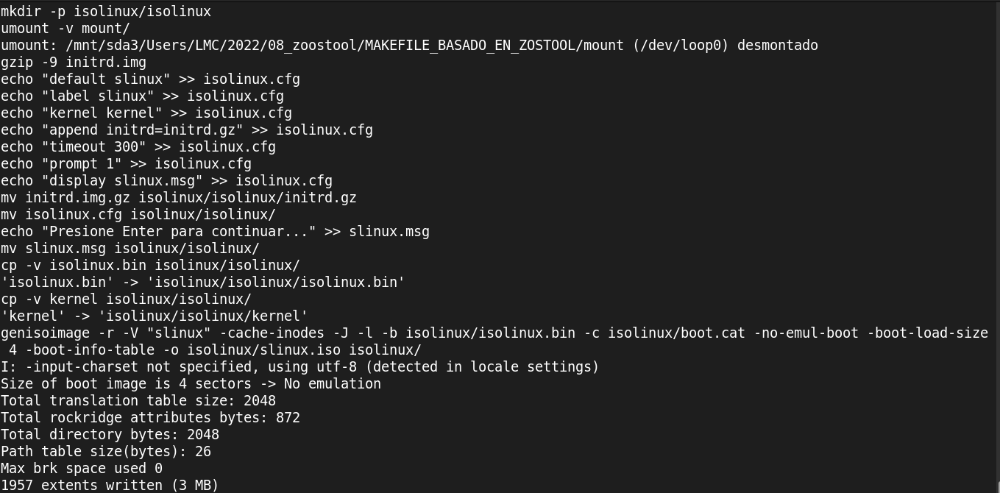 mkdir -p isolinux/isolinux
umount -v mount/
umount: /mnt/sda3/Users/LMC/2022/08_zoostool/MAKEFILE_BASADO_EN_ZOSTOOL/mount (/dev/loop0) desmontado
gzip -9 initrd.img
echo "default slinux" >> isolinux.cfg
echo "label slinux" >> isolinux.cfg
echo "kernel kernel" >> isolinux.cfg
echo "append initrd=initrd.gz" >> isolinux.cfg
echo "timeout 300" >> isolinux.cfg
echo "prompt 1" >> isolinux.cfg
echo "display slinux.msg" >> isolinux.cfg
mv initrd.img.gz isolinux/isolinux/initrd.gz
mv isolinux.cfg isolinux/isolinux/
echo "Presione Enter para continuar..." >> slinux.msg
mv slinux.msg isolinux/isolinux/
cp -v isolinux.bin isolinux/isolinux/
'isolinux.bin' -> 'isolinux/isolinux/isolinux.bin'
cp -v kernel isolinux/isolinux/
'kernel' -> 'isolinux/isolinux/kernel'
genisoimage -r -V "slinux" -cache-inodes -J -l -b isolinux/isolinux.bin -c isolinux/boot.cat -no-emul-boot -boot-load-size
 4 -boot-info-table -o isolinux/slinux.iso isolinux/
I: -input-charset not specified, using utf-8 (detected in locale settings)
Size of boot image is 4 sectors -> No emulation
Total translation table size: 2048
Total rockridge attributes bytes: 872
Total directory bytes: 2048
Path table size(bytes): 26
Max brk space used 0
1957 extents written (3 MB)